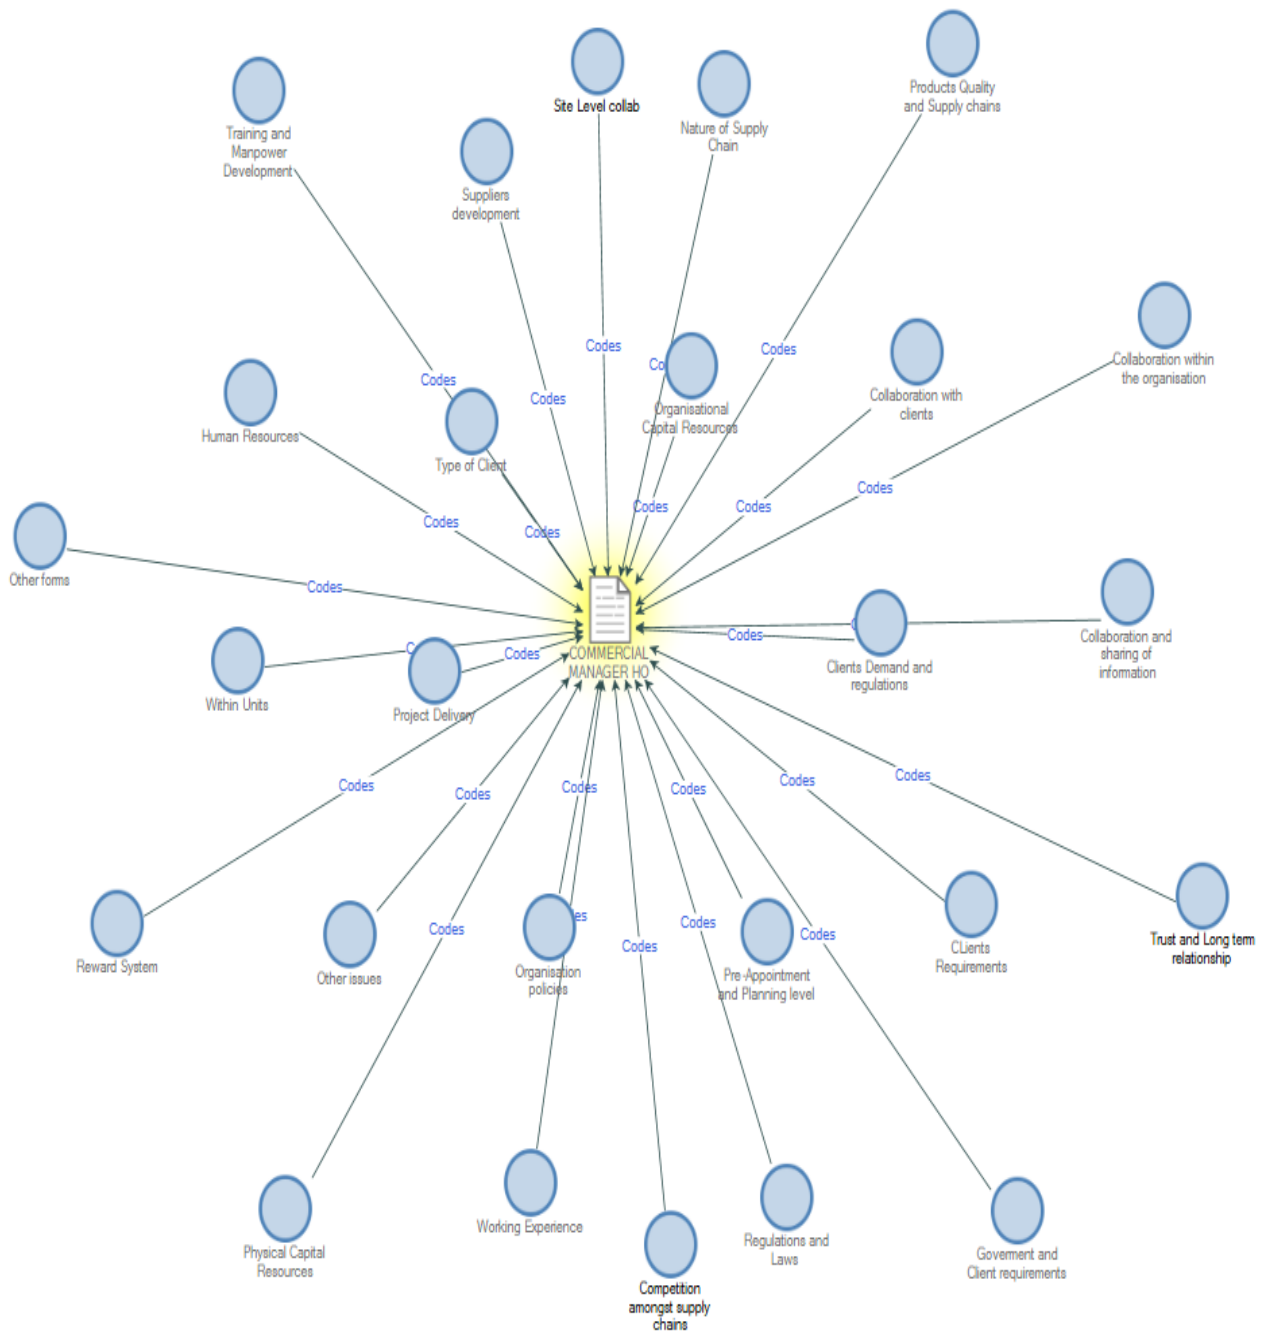 Site Level collab
Products Quality
and Supply chains
Nature of Supply
Chain
Training and
Manpower
Development
Suppliers
development
Codes
Codes
Co
Collaboration within
the organisation
Codes
Codes
Collaboration with
clients
Organisational
Capital Resources
Human Resources
Type of Client
Codes
Codes
Codes
Codes
Codes
Codes
Other forms
Codes
Codes
C
Codes
C
COMMERCIAL
MANAGER HO
Collaboration and
sharing of
information
Clients Demand and
regulations
Within Units
Project Delivery
Codes
Codes
Codes
Codes
Codes
Codes
Codes
es
Codes
Codes
Codes
Codes
Trust and Long term
relationship
CLients
Requirements
Reward System
Other issues
Organisation
policies
Pre-Appointment
and Planning level
Working Experience
Regulations and
Laws
Physical Capital
Resources
Goverment and
Client requirements
Competition
amongst supply
chains